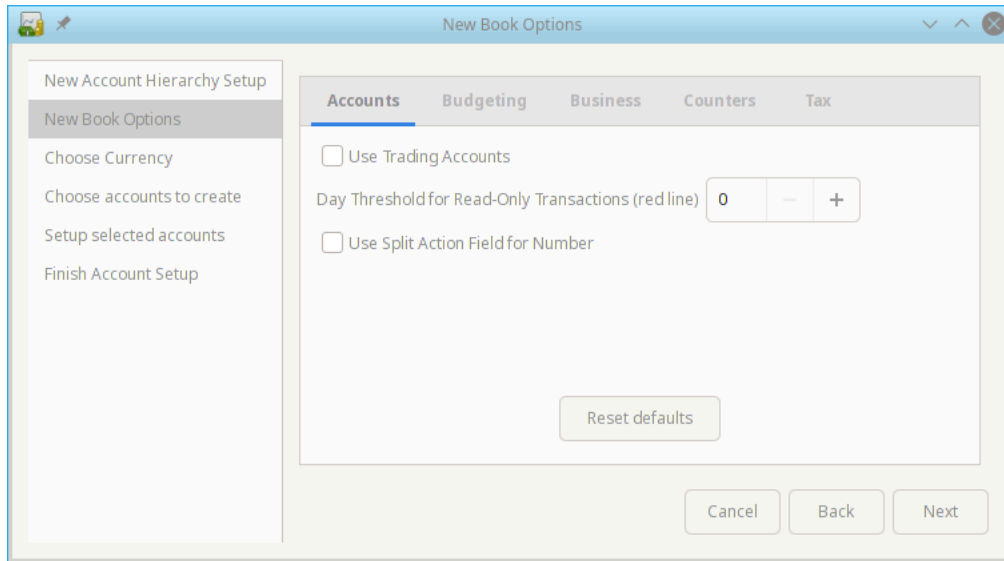 New Book Options
New Account Hierarchy Setup
New Book Options
Choose Currency
Choose accounts to create
Setup selected accounts
Finish Account Setup
Accounts Budgeting Business Counters Tax
Use Trading Accounts
Day Threshold for Read-Only Transactions (red line) 0 − +
Use Split Action Field for Number
Reset defaults
Cancel Back Next